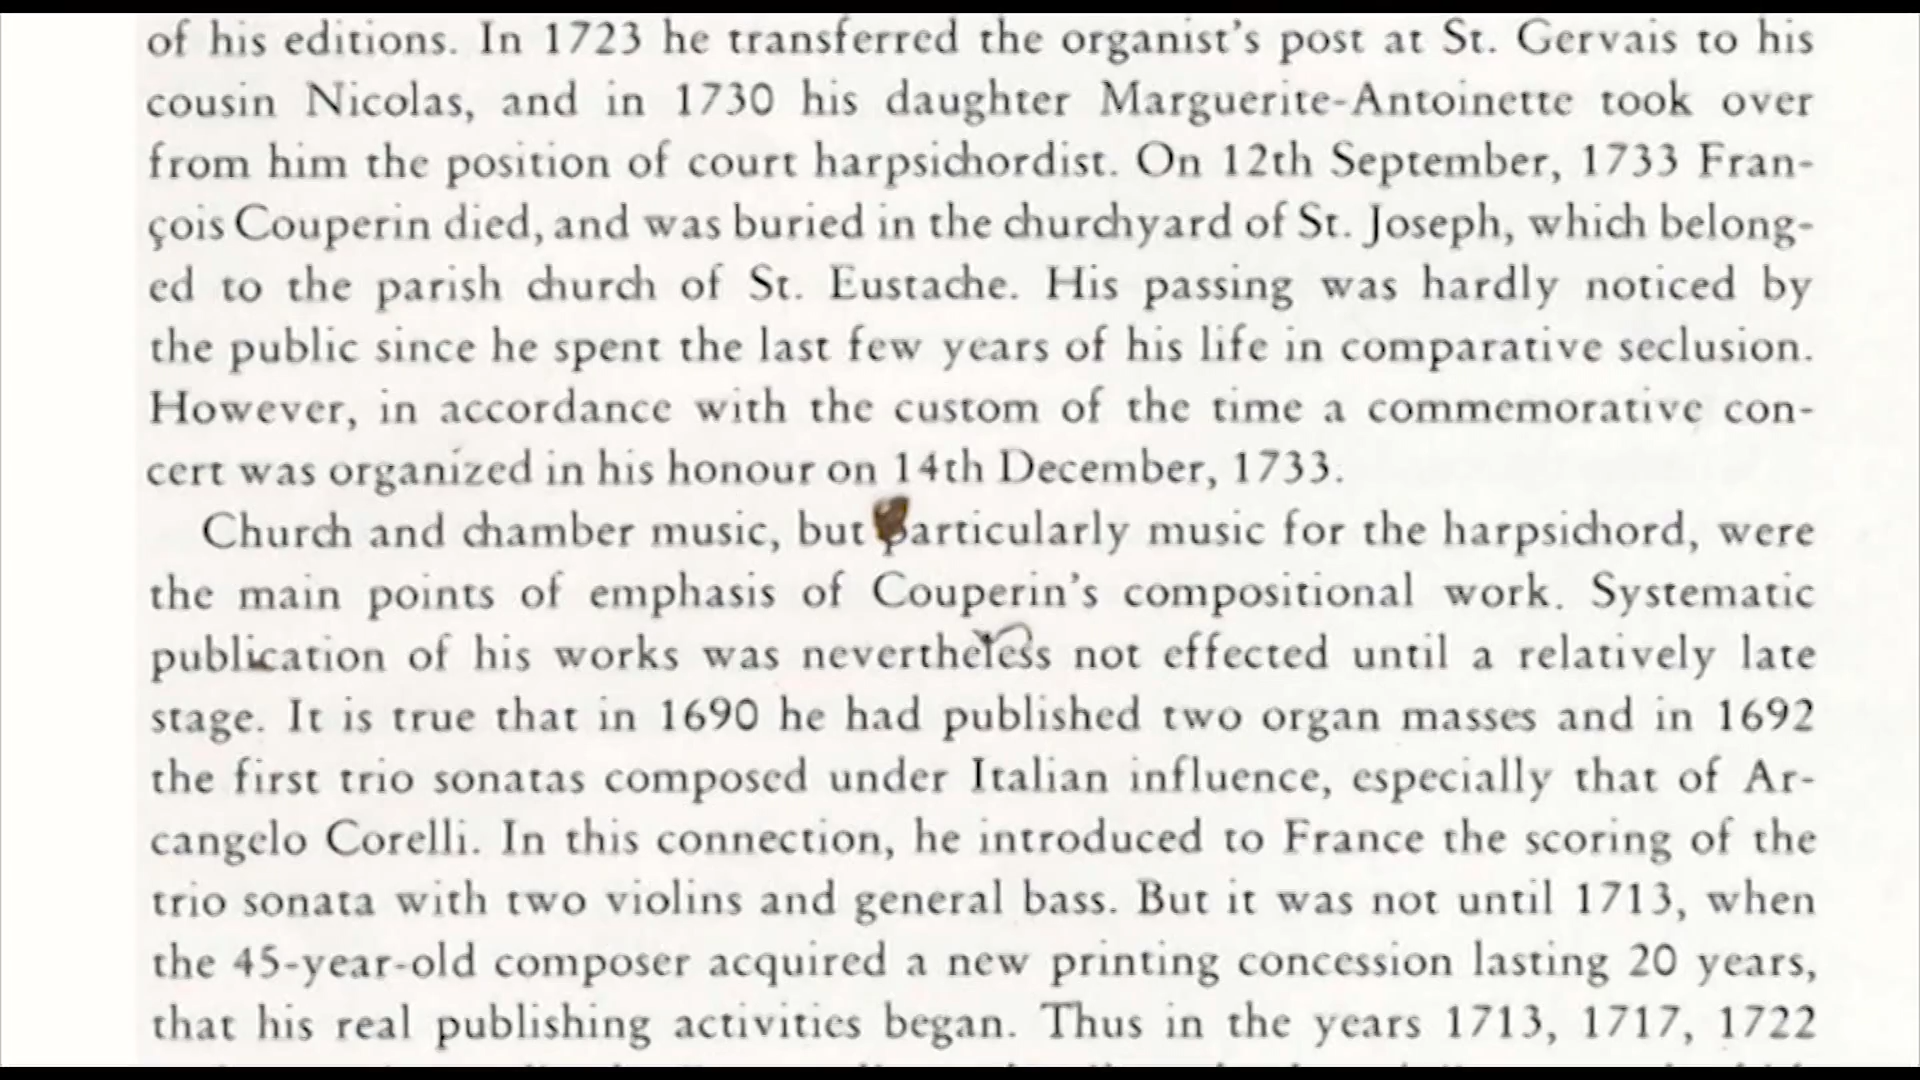 of his editions. In 1723 he transferred the organist's post at St. Gervais to his
cousin Nicolas, and in 1730 his daughter Marguerite-Antoinette took over
from him the position of court harpsichordist. On 12th September, 1733 Fran-
çois Couperin died, and was buried in the churchyard of St. Joseph, which belong-
ed to the parish church of St. Eustache. His passing was hardly noticed by
the public since he spent the last few years of his life in comparative seclusion.
However, in accordance with the custom of the time a commemorative con-
cert was organized in his honour on 14th December, 1733.
Church and chamber music, but particularly music for the harpsichord, were
the main points of emphasis of Couperin's compositional work. Systematic
publication of his works was nevertheless not effected until a relatively late
stage. It is true that in 1690 he had published two organ masses and in 1692
the first trio sonatas composed under Italian influence, especially that of Ar-
cangelo Corelli. In this connection, he introduced to France the scoring of the
trio sonata with two violins and general bass. But it was not until 1713, when
the 45-year-old composer acquired a new printing concession lasting 20 years,
that his real publishing activities began. Thus in the years 1713, 1717, 1722